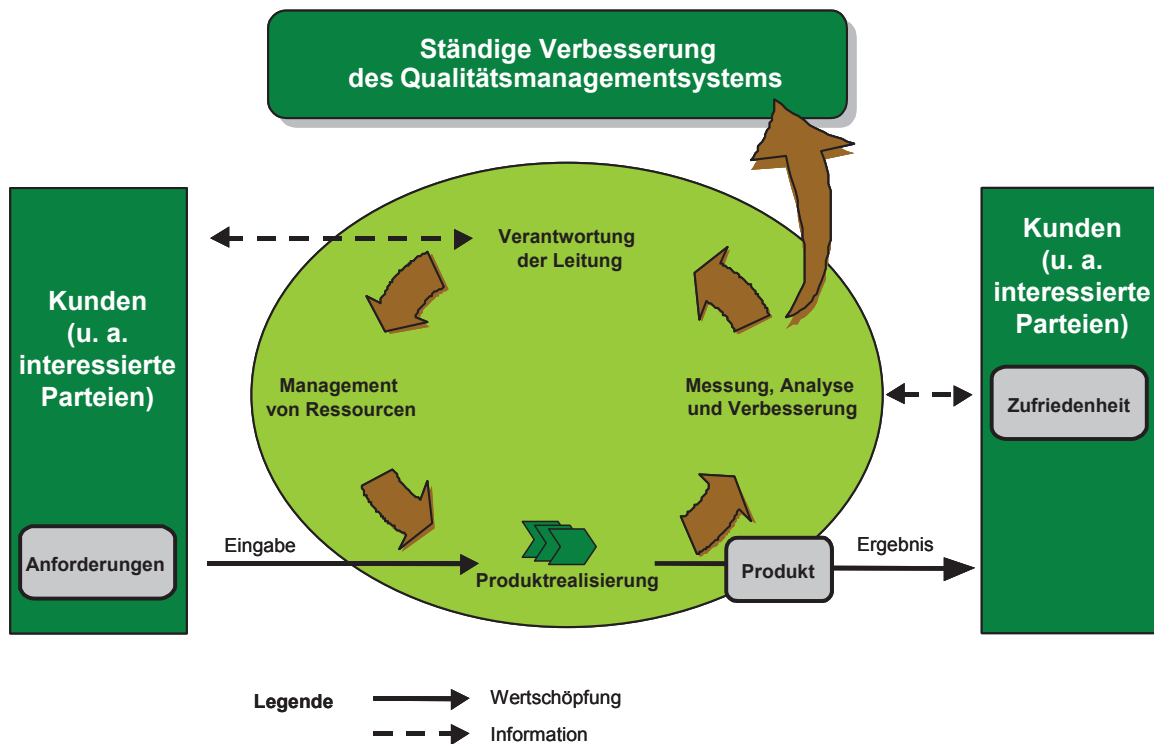 Ständige Verbesserung
des Qualitätsmanagementsystems
Kunden
(u. a.
interessierte
Parteien)
Anforderungen
Eingabe
Verantwortung
der Leitung
Management
von Ressourcen
Messung, Analyse
und Verbesserung
Produktrealisierung
Produkt
Ergebnis
Kunden
(u. a.
interessierte
Parteien)
Zufriedenheit
Legende
Wertschöpfung
Information